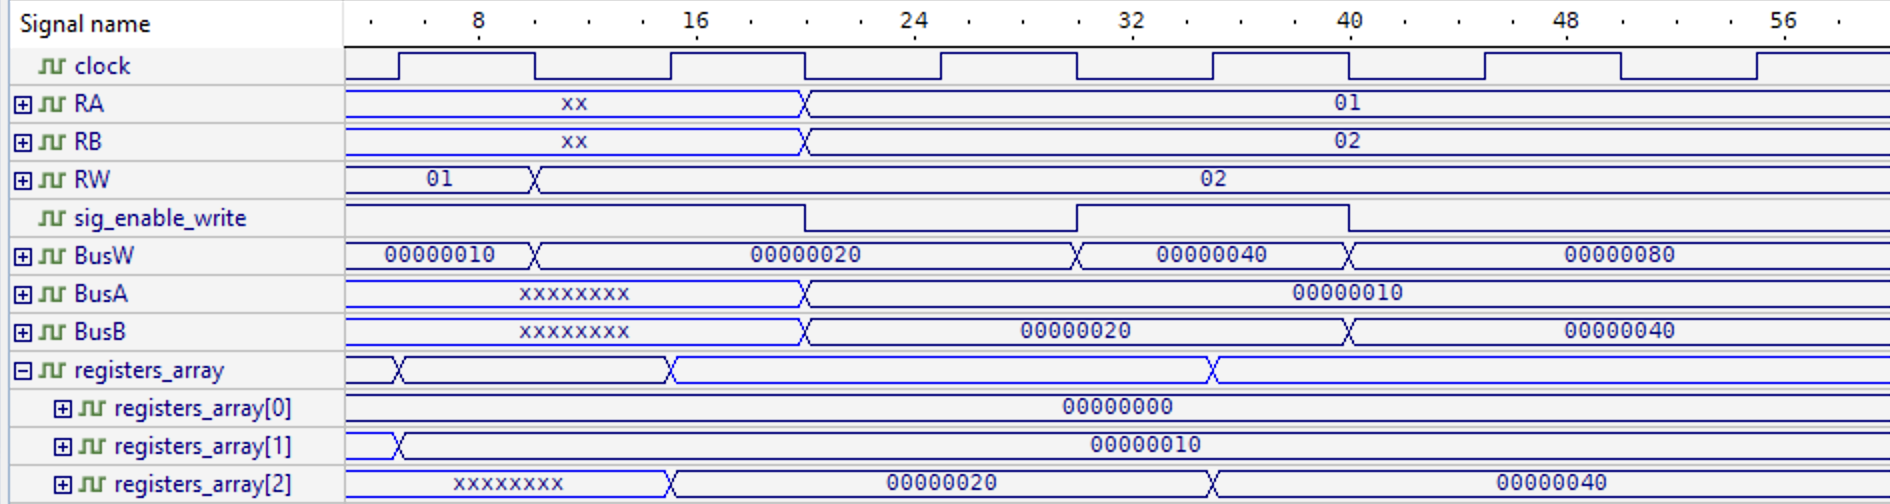 Signal name 8 16 24 32 40 48 56
clock
RA xx 01
RB xx 02
RW 01 02
sig_enable_write
BusW 00000010 00000020 00000040 00000080
BusA xxxxxxxx 00000010
BusB xxxxxxxx 00000020 00000040
registers_array
registers_array[0] 00000000
registers_array[1] 00000010
registers_array[2] xxxxxxxx 00000020 00000040